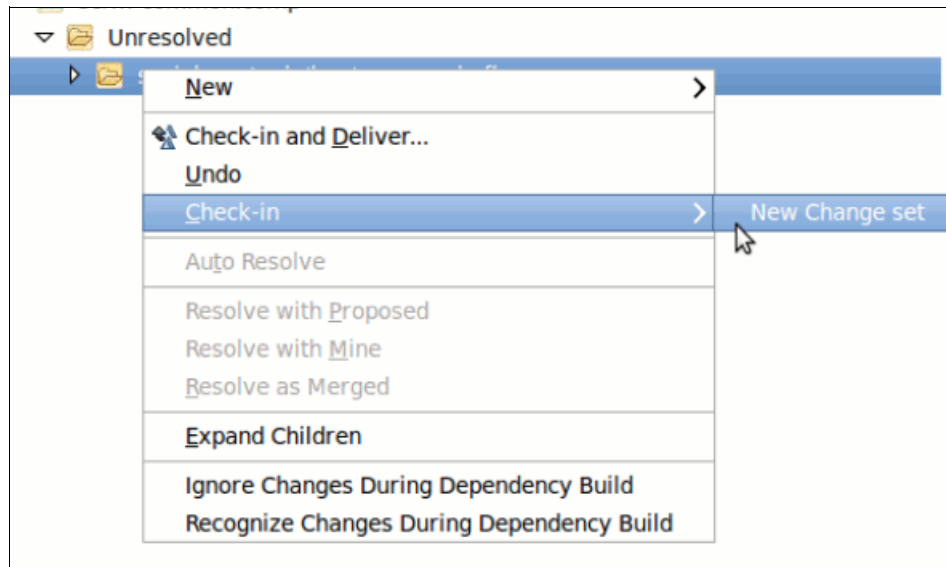 Unresolved
New
Check-in and Deliver...
Undo
Check-in
New Change set
Auto Resolve
Resolve with Proposed
Resolve with Mine
Resolve as Merged
Expand Children
Ignore Changes During Dependency Build
Recognize Changes During Dependency Build